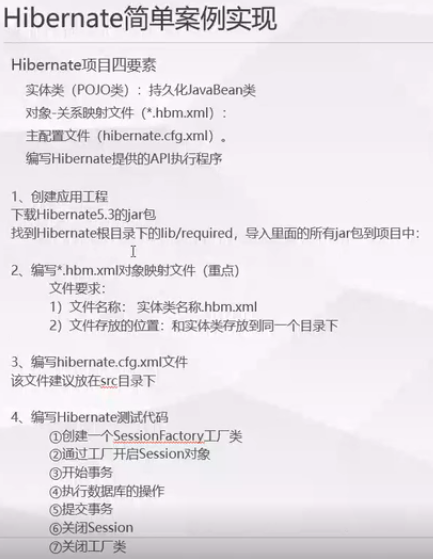 Hibernate简单案例实现
Hibernate项目四要素
实体类（POJO类）：持久化JavaBean类
对象-关系映射文件（*.hbm.xml）：
主配置文件（hibernate.cfg.xml）。
编写Hibernate提供的API执行程序
1、创建应用工程
下载Hibernate5.3的jar包
找到Hibernate根目录下的lib/required，导入里面的所有jar包到项目中：
2、编写*.hbm.xml对象映射文件（重点）
文件要求：
1）文件名称： 实体类名称.hbm.xml
2）文件存放的位置：和实体类存放到同一个目录下
3、编写hibernate.cfg.xml文件
该文件建议放在src目录下
4、编写Hibernate测试代码
①创建一个SessionFactory工厂类
②通过工厂开启Session对象
③开始事务
④执行数据库的操作
⑤提交事务
⑥关闭Session
⑦关闭工厂类